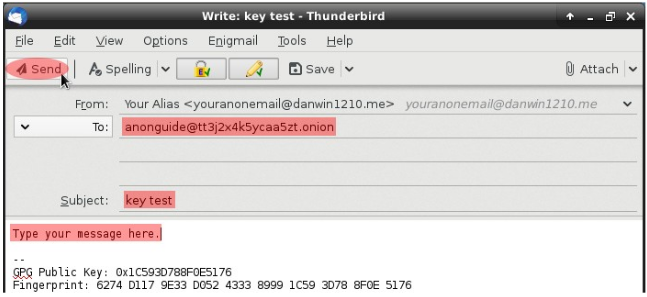 Write: key test - Thunderbird
File Edit View Options Enigmail Tools Help
Send Spelling Save Attach
From: Your Alias <youranonemail@danwin1210.me> youranonemail@danwin1210.me
To: anonguide@tt3j2x4k5ycaa5zt.onion
Subject: key test
Type your message here.
--
GPG Public Key: 0x1C593D788F0E5176
Fingerprint: 6274 D117 9E33 D052 4333 8999 1C59 3D78 8F0E 5176